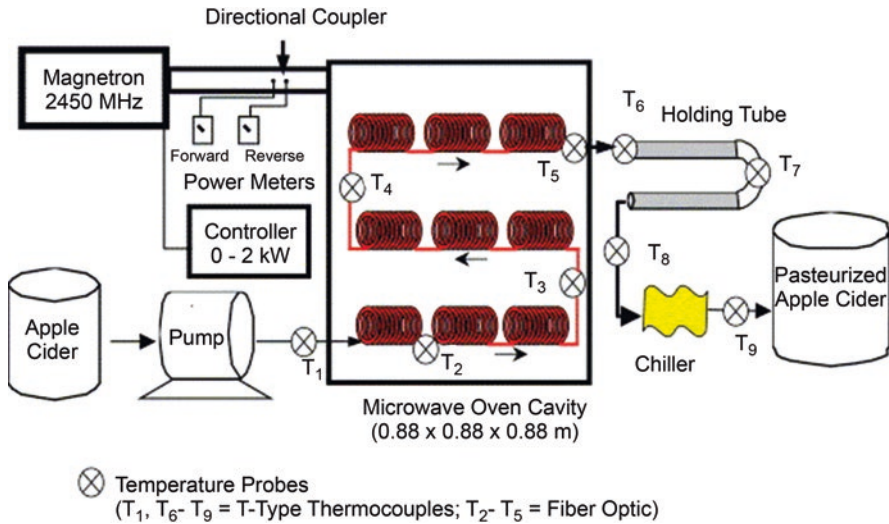 Directional Coupler
Magnetron
2450 MHz
Forward
Reverse
Power Meters
Controller
0 - 2 kW
Apple
Cider
Pump
T1
T2
T3
T4
T5
Microwave Oven Cavity
(0.88 x 0.88 x 0.88 m)
T6
Holding Tube
T7
T8
Chiller
T9
Pasteurized
Apple Cider
Temperature Probes
(T1, T6- T9 = T-Type Thermocouples; T2- T5 = Fiber Optic)